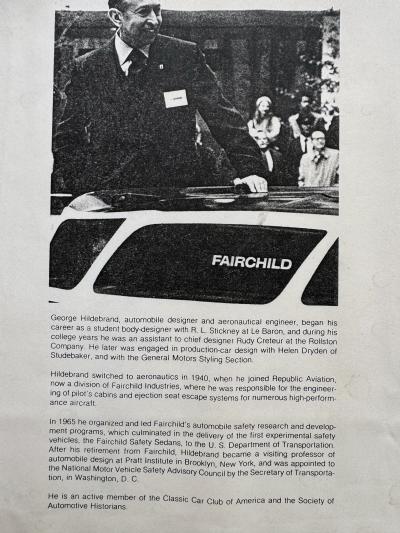 FAIRCHILD
George Hildebrand, automobile designer and aeronautical engineer, began his
career as a student body-designer with R. L. Stickney at Le Baron, and during his
college years he was an assistant to chief designer Rudy Creteur at the Rollston
Company. He later was engaged in production-car design with Helen Dryden of
Studebaker, and with the General Motors Styling Section.
Hildebrand switched to aeronautics in 1940, when he joined Republic Aviation,
now a division of Fairchild Industries, where he was responsible for the engineer-
ing of pilot's cabins and ejection seat escape systems for numerous high-perform-
ance aircraft.
In 1965 he organized and led Fairchild's automobile safety research and develop-
ment programs, which culminated in the delivery of the first experimental safety
vehicles, the Fairchild Safety Sedans, to the U. S. Department of Transportation.
After his retirement from Fairchild, Hildebrand became a visiting professor of
automobile design at Pratt Institute in Brooklyn, New York, and was appointed to
the National Motor Vehicle Safety Advisory Council by the Secretary of Transporta-
tion, in Washington, D. C.
He is an active member of the Classic Car Club of America and the Society of
Automotive Historians.